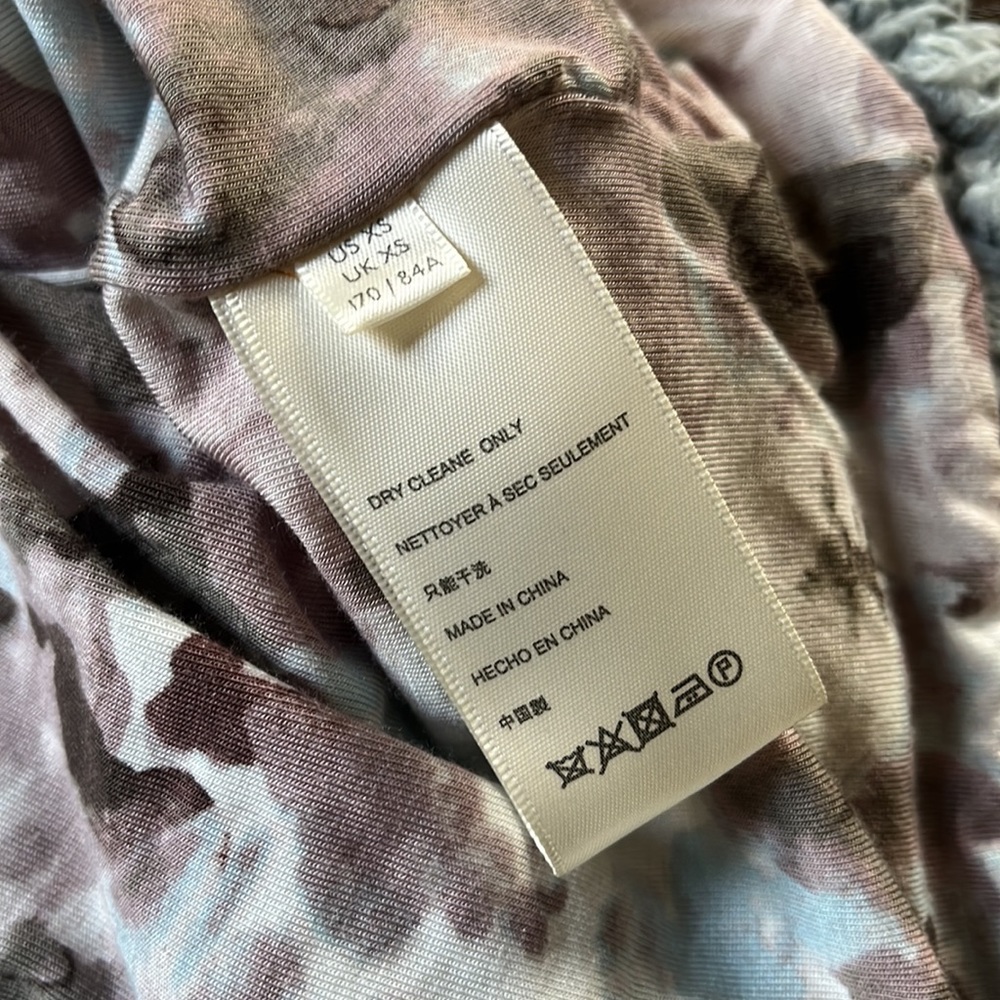 US XS
UK XS
170 / 84A
DRY CLEANE ONLY
NETTOYER À SEC SEULEMENT
只能干洗
MADE IN CHINA
HECHO EN CHINA
中国製
P